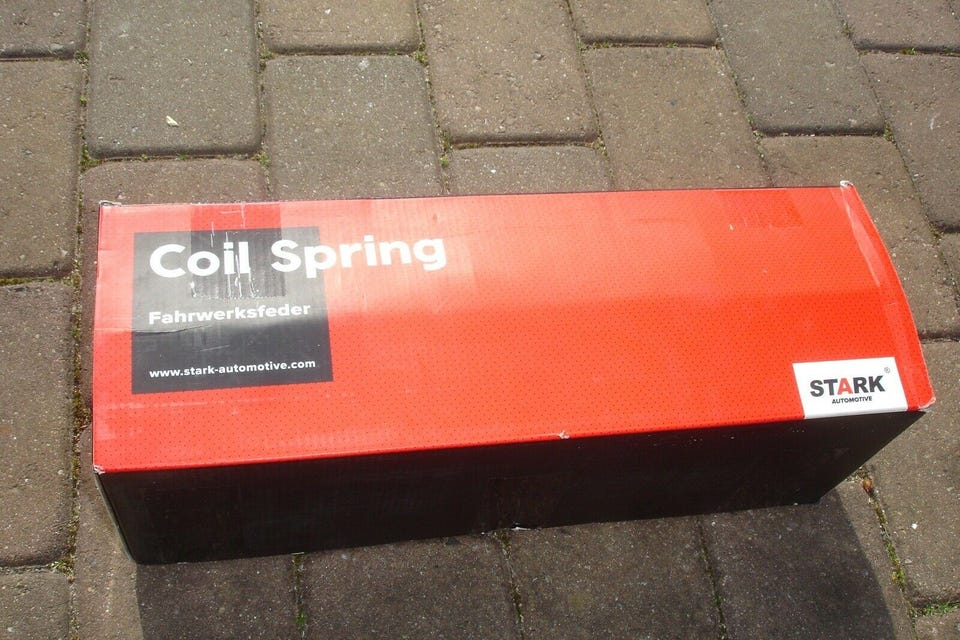 Coil Spring
Fahrwerksfeder
www.stark-automotive.com
STARK®
AUTOMOTIVE